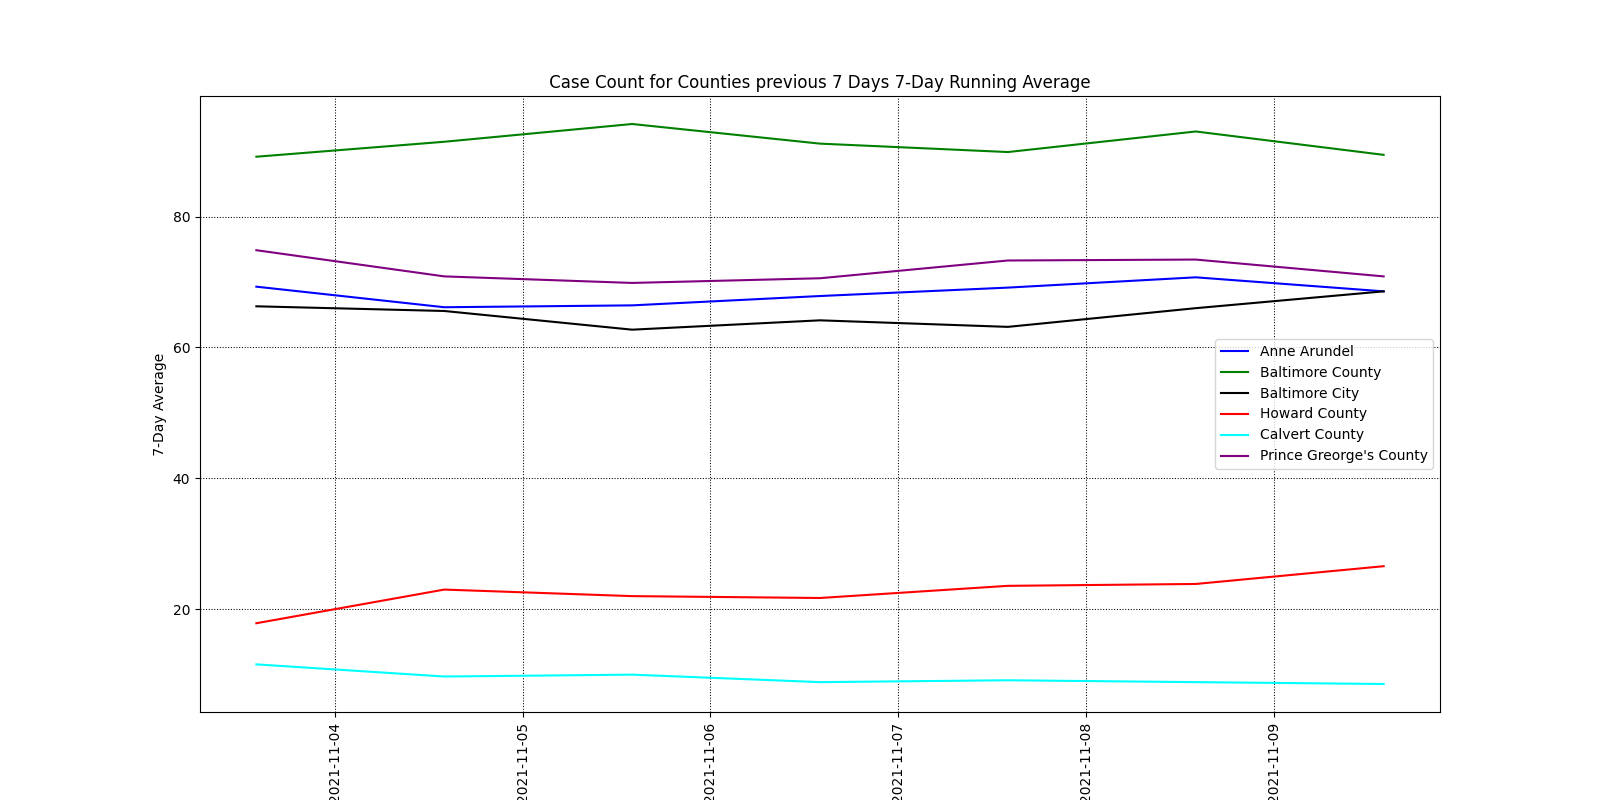 Case Count for Counties previous 7 Days 7-Day Running Average
7-Day Average
80
60
40
20
Anne Arundel
Baltimore County
Baltimore City
Howard County
Calvert County
Prince Greorge's County
2021-11-04
2021-11-05
2021-11-06
2021-11-07
2021-11-08
2021-11-09